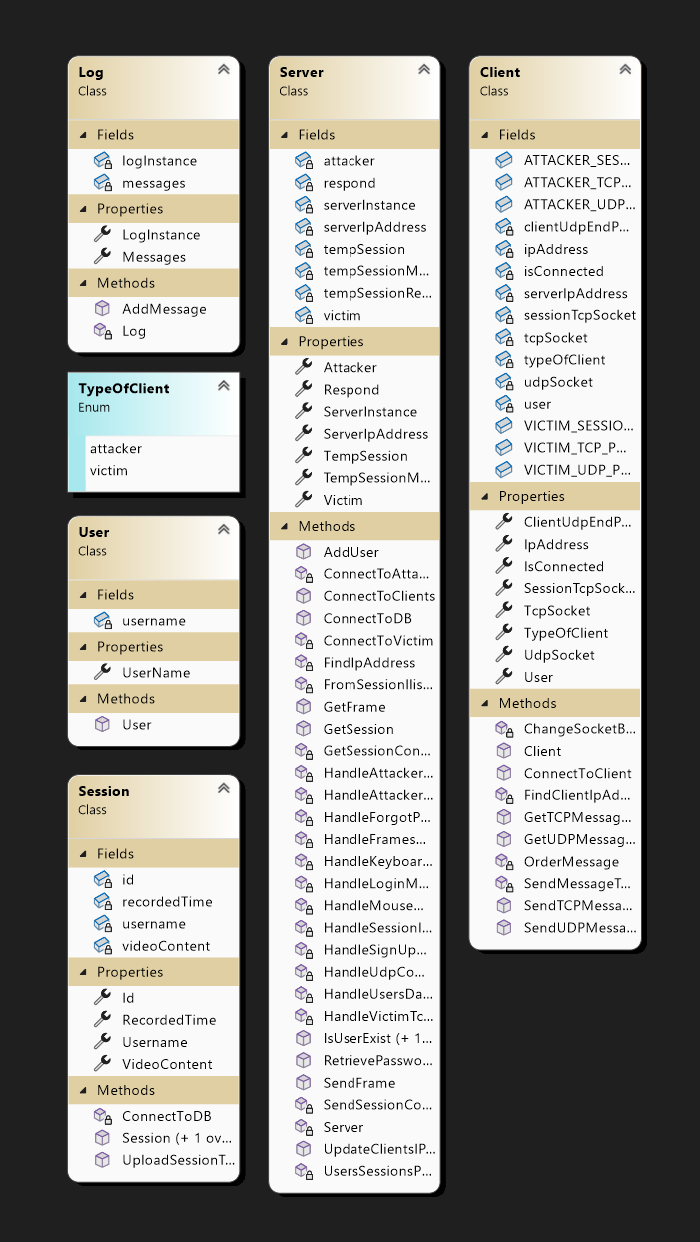 Log
Class
Fields
logInstance
messages
Properties
LogInstance
Messages
Methods
AddMessage
Log
TypeOfClient
Enum
attacker
victim
User
Class
Fields
username
Properties
UserName
Methods
User
Session
Class
Fields
id
recordedTime
username
videoContent
Properties
Id
RecordedTime
Username
VideoContent
Methods
ConnectToDB
Session (+ 1 ov...
UploadSessionT...
Server
Class
Fields
attacker
respond
serverInstance
serverIpAddress
tempSession
tempSessionM...
tempSessionRe...
victim
Properties
Attacker
Respond
ServerInstance
ServerIpAddress
TempSession
TempSessionM...
Victim
Methods
AddUser
ConnectToAtta...
ConnectToClients
ConnectToDB
ConnectToVictim
FindIpAddress
FromSessionIlis...
GetFrame
GetSession
GetSessionCon...
HandleAttacker...
HandleAttacker...
HandleForgotP...
HandleFrames...
HandleKeyboar...
HandleLoginM...
HandleMouse...
HandleSessionI...
HandleSignUp...
HandleUdpCo...
HandleUsersDa...
HandleVictimTc...
IsUserExist (+ 1...
RetrievePasswo...
SendFrame
SendSessionCo...
Server
UpdateClientsIP...
UsersSessionsP...
Client
Class
Fields
ATTACKER_SES...
ATTACKER_TCP...
ATTACKER_UDP...
clientUdpEndP...
ipAddress
isConnected
serverIpAddress
sessionTcpSocket
tcpSocket
typeOfClient
udpSocket
user
VICTIM_SESSIO...
VICTIM_TCP_P...
VICTIM_UDP_P...
Properties
ClientUdpEndP...
IpAddress
IsConnected
SessionTcpSock...
TcpSocket
TypeOfClient
UdpSocket
User
Methods
ChangeSocketB...
Client
ConnectToClient
FindClientIpAd...
GetTCPMessag...
GetUDPMessag...
OrderMessage
SendMessageT...
SendTCPMessa...
SendUDPMessa...